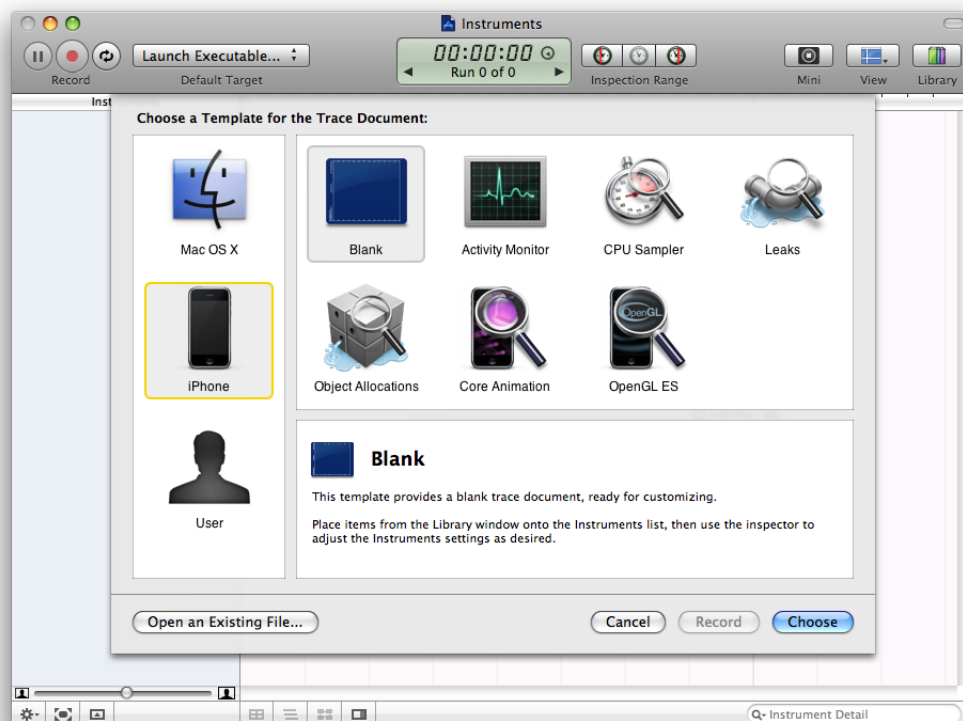 Instruments
Launch Executable...
00:00:00
Run 0 of 0
Record
Default Target
Inspection Range
Mini
View
Library
Inst
Choose a Template for the Trace Document:
Mac OS X
Blank
Activity Monitor
CPU Sampler
Leaks
OpenGL
iPhone
Object Allocations
Core Animation
OpenGL ES
Blank
This template provides a blank trace document, ready for customizing.
Place items from the Library window onto the Instruments list, then use the inspector to
adjust the Instruments settings as desired.
User
Open an Existing File...
Cancel
Record
Choose
Instrument Detail